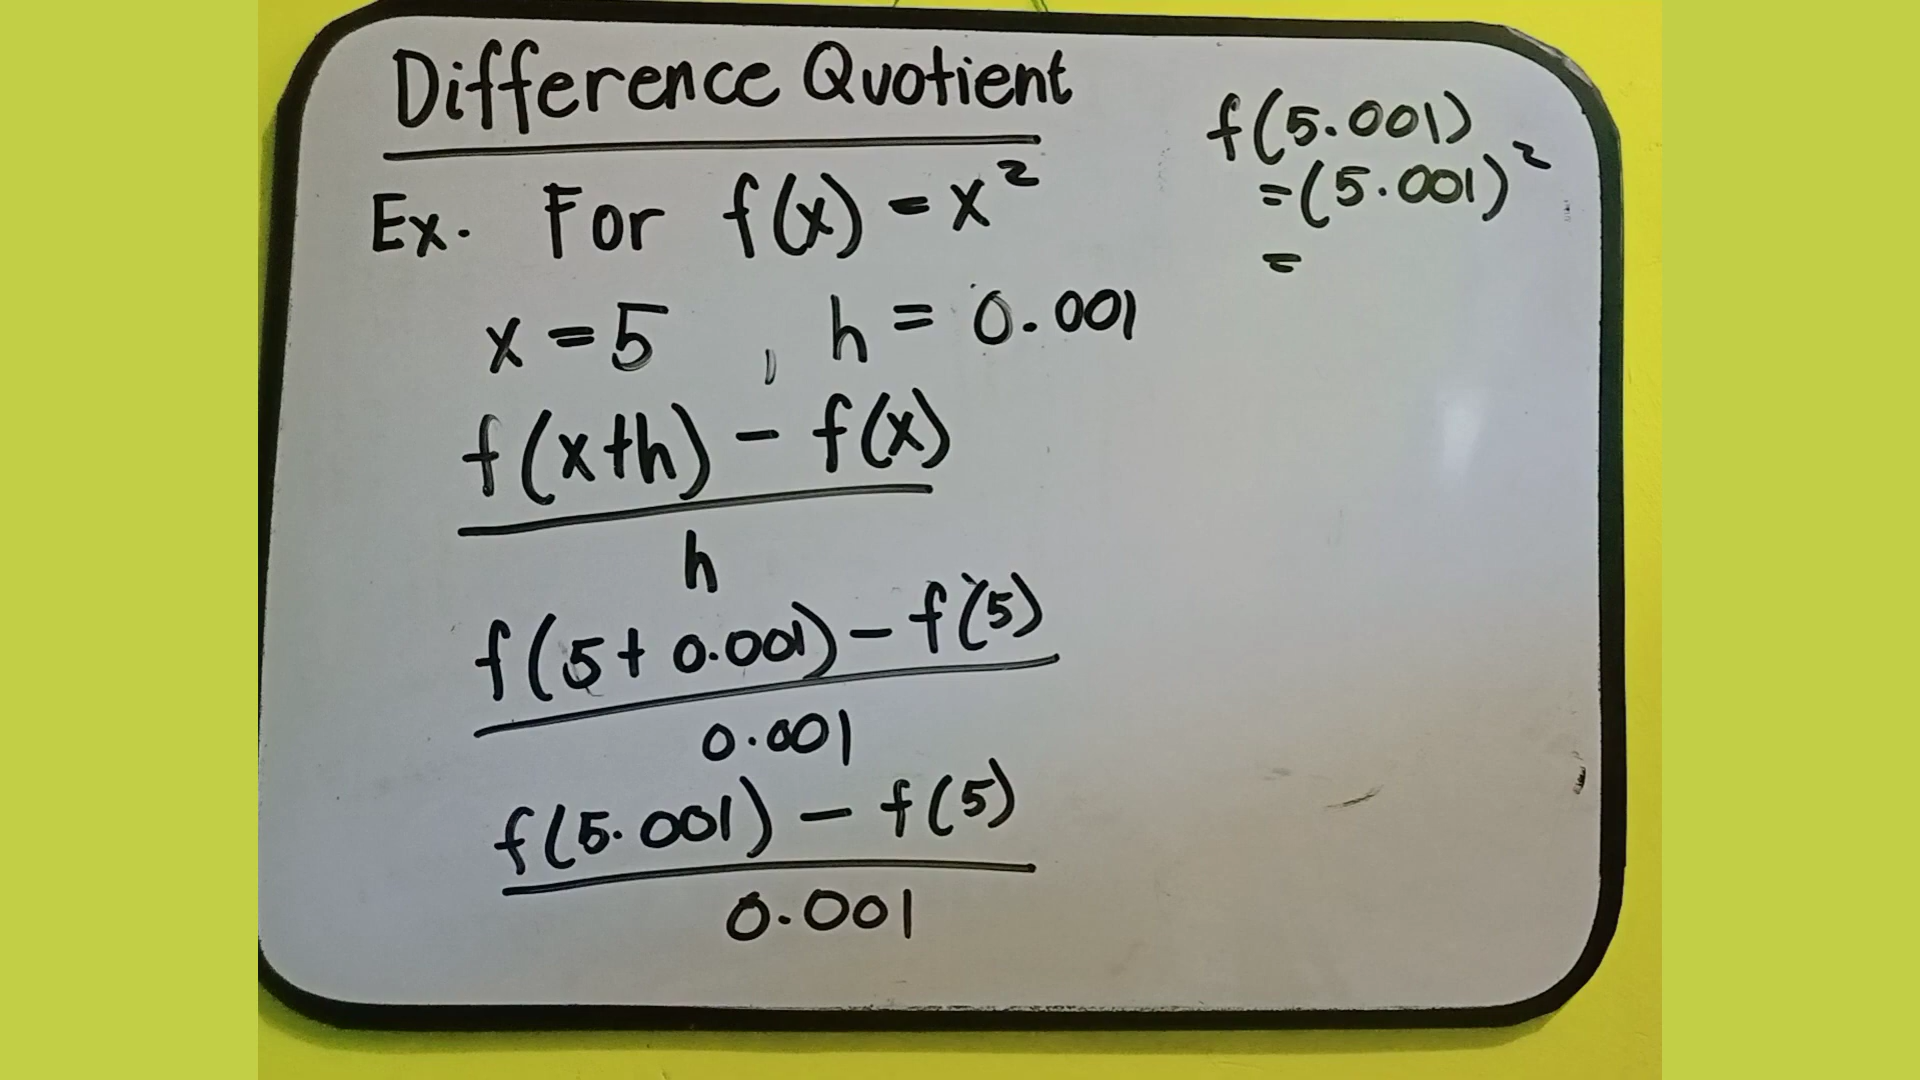 Difference Quotient
Ex. For f(x) = x²
x = 5 , h = 0.001
f(x+h) - f(x)
h
f(5+0.001) - f(5)
0.001
f(5.001) - f(5)
0.001
f(5.001)
=(5.001)²
=